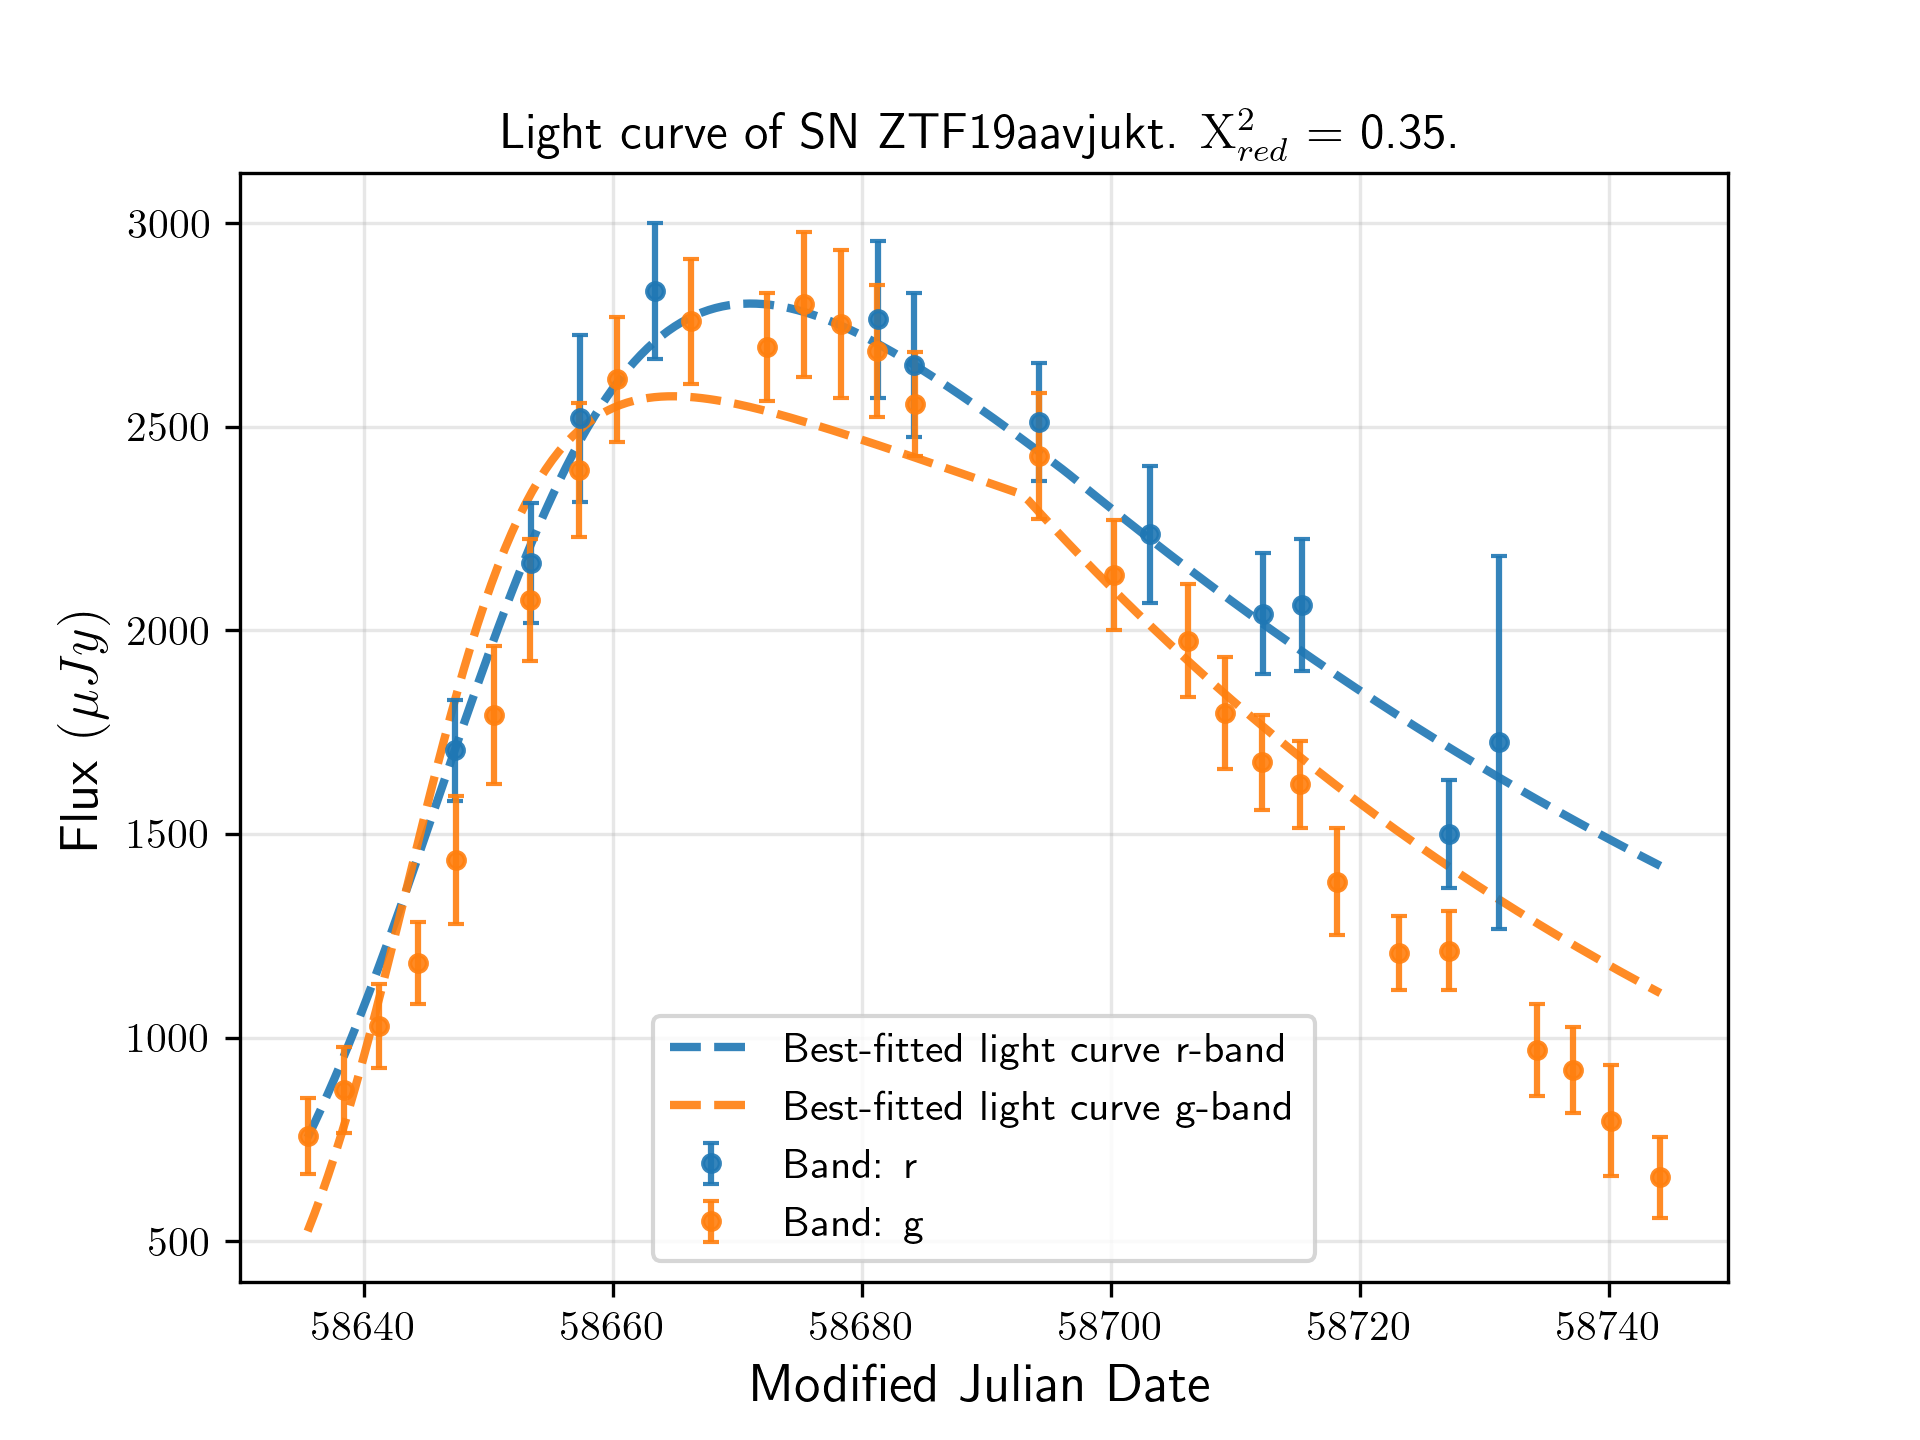 Light curve of SN ZTF19aavjukt. X²_red = 0.35.
3000
2500
2000
1500
1000
500
Flux (μJy)
58640 58660 58680 58700 58720 58740
Modified Julian Date
Best-fitted light curve r-band
Best-fitted light curve g-band
Band: r
Band: g